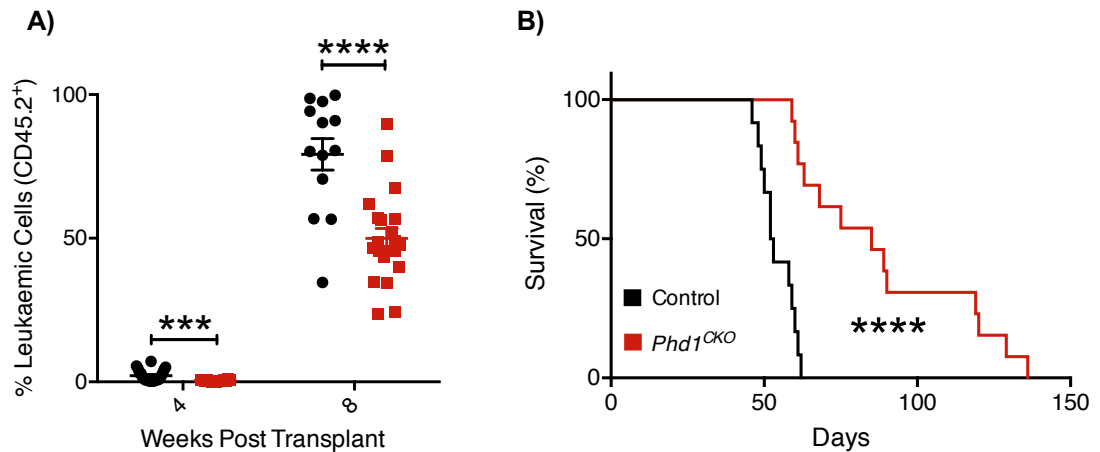 A)
****
100
50
0
***
4
8
% Leukaemic Cells (CD45.2+)
Weeks Post Transplant
B)
100
50
0
Survival (%)
Control
Phd1CKO
****
0
50
100
150
Days